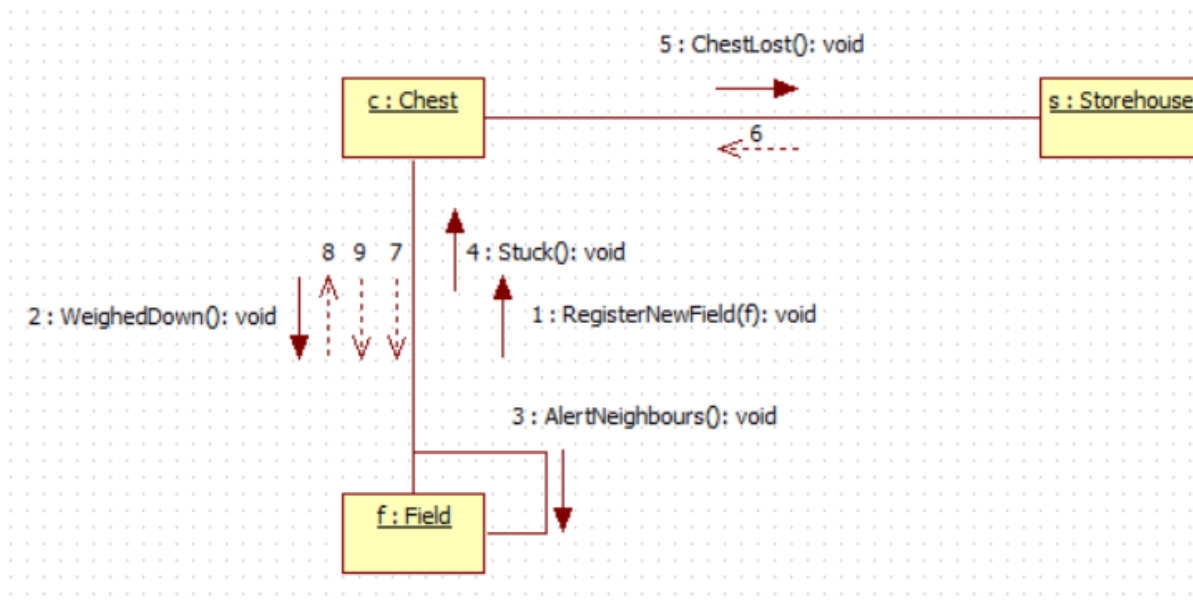 5 : ChestLost(): void
c : Chest
s : Storehouse
6
8 9 7
4 : Stuck(): void
2 : WeighedDown(): void
1 : RegisterNewField(f): void
3 : AlertNeighbours(): void
f : Field